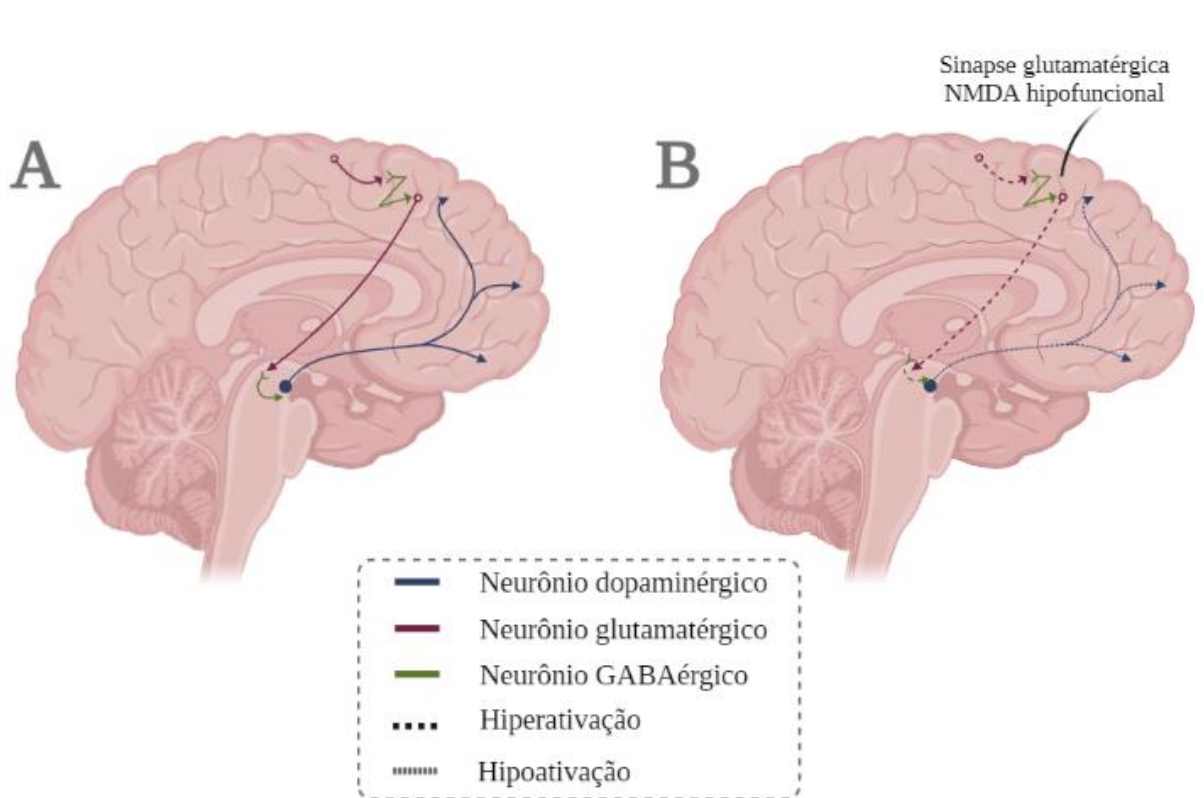 Sinapse glutamatérgica
NMDA hipofuncional
A
B
Neurônio dopaminérgico
Neurônio glutamatérgico
Neurônio GABAérgico
Hiperativação
Hipoativação